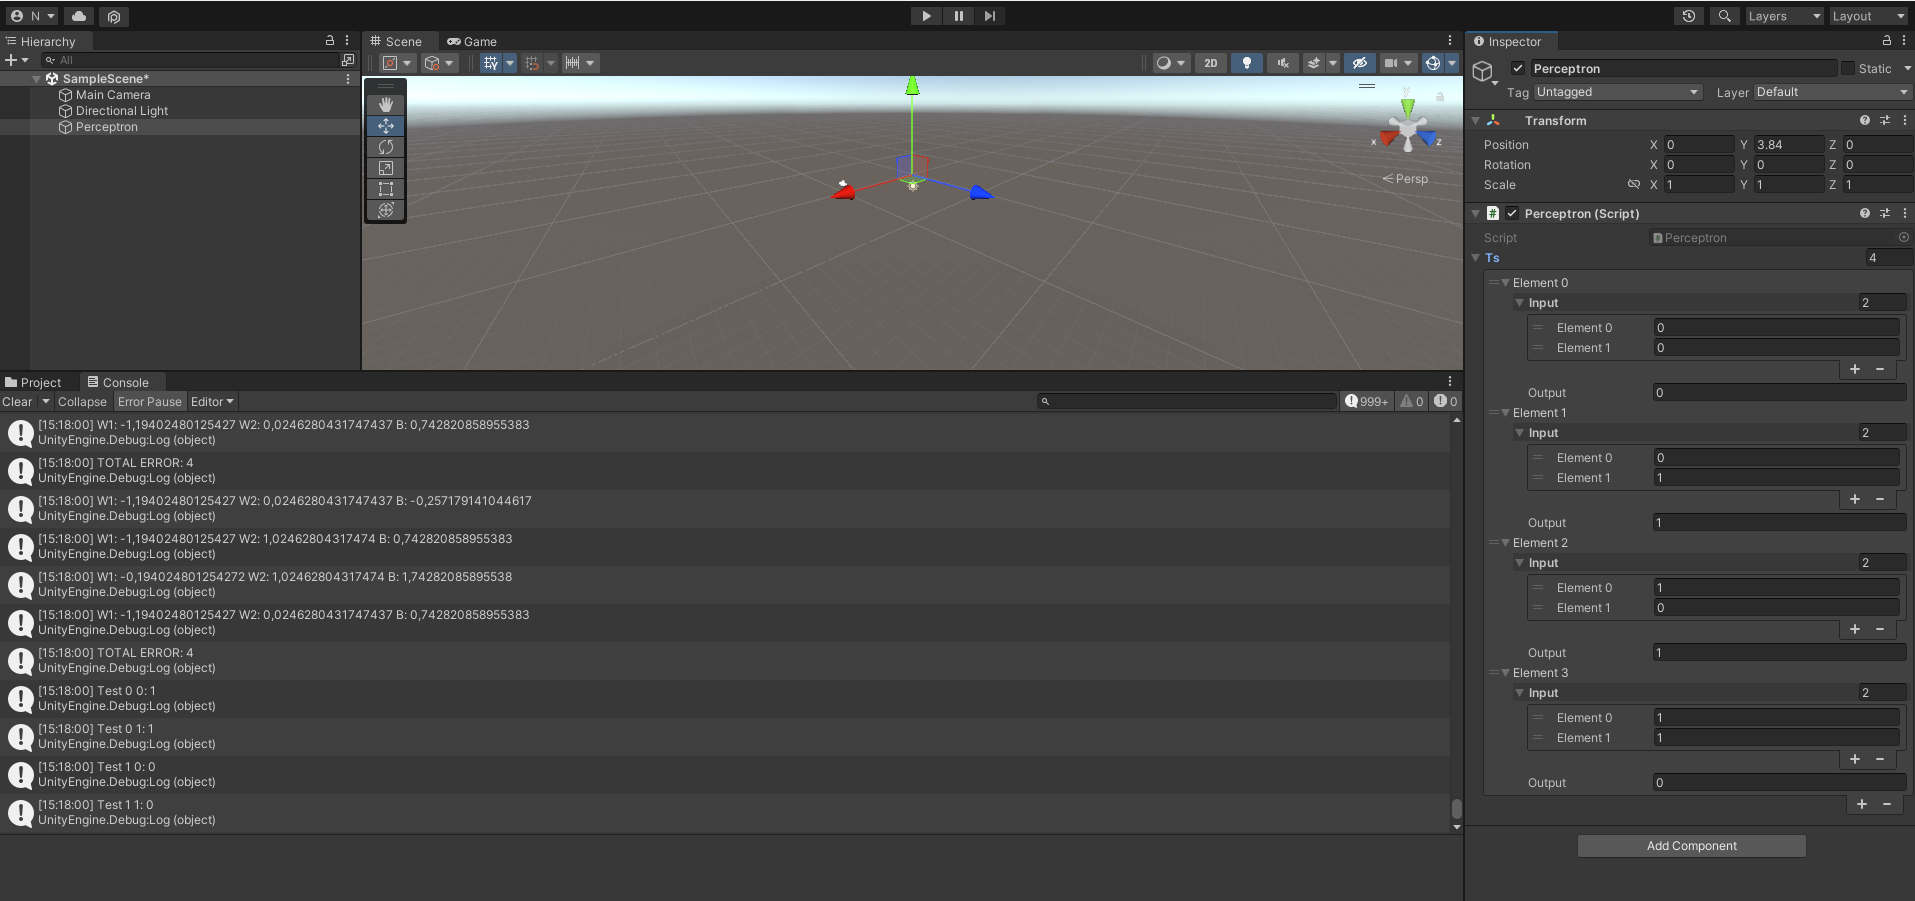 N
Layers
Layout
Hierarchy
All
SampleScene*
Main Camera
Directional Light
Perceptron
Scene
Game
2D
y
x
z
Persp
Project
Console
Clear
Collapse
Error Pause
Editor
999+
0
0
[15:18:00] W1: -1,19402480125427 W2: 0,0246280431747437 B: 0,742820858955383
UnityEngine.Debug:Log (object)
[15:18:00] TOTAL ERROR: 4
UnityEngine.Debug:Log (object)
[15:18:00] W1: -1,19402480125427 W2: 0,0246280431747437 B: -0,257179141044617
UnityEngine.Debug:Log (object)
[15:18:00] W1: -1,19402480125427 W2: 1,02462804317474 B: 0,742820858955383
UnityEngine.Debug:Log (object)
[15:18:00] W1: -0,194024801254272 W2: 1,02462804317474 B: 1,74282085895538
UnityEngine.Debug:Log (object)
[15:18:00] W1: -1,19402480125427 W2: 0,0246280431747437 B: 0,742820858955383
UnityEngine.Debug:Log (object)
[15:18:00] TOTAL ERROR: 4
UnityEngine.Debug:Log (object)
[15:18:00] Test 0 0: 1
UnityEngine.Debug:Log (object)
[15:18:00] Test 0 1: 1
UnityEngine.Debug:Log (object)
[15:18:00] Test 1 0: 0
UnityEngine.Debug:Log (object)
[15:18:00] Test 1 1: 0
UnityEngine.Debug:Log (object)
Inspector
Perceptron
Static
Tag Untagged
Layer Default
Transform
Position X 0 Y 3.84 Z 0
Rotation X 0 Y 0 Z 0
Scale X 1 Y 1 Z 1
# Perceptron (Script)
Script Perceptron
Ts 4
Element 0
Input 2
Element 0 0
Element 1 0
+ −
Output 0
Element 1
Input 2
Element 0 0
Element 1 1
+ −
Output 1
Element 2
Input 2
Element 0 1
Element 1 0
+ −
Output 1
Element 3
Input 2
Element 0 1
Element 1 1
+ −
Output 0
+ −
Add Component